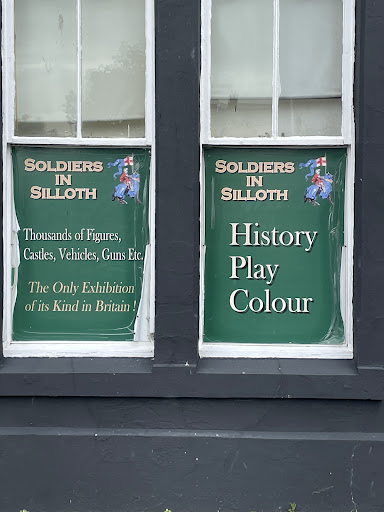 SOLDIERS
IN
SILLOTH
Thousands of Figures,
Castles, Vehicles, Guns Etc.
The Only Exhibition
of its Kind in Britain !
SOLDIERS
IN
SILLOTH
History
Play
Colour